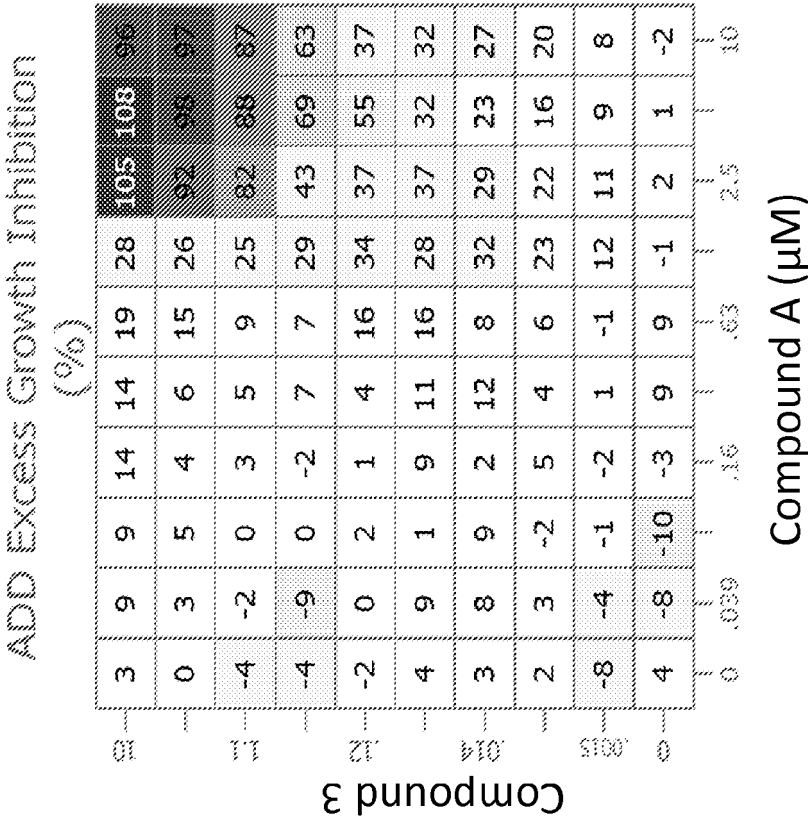 ADD Excess Growth Inhibition
(%)
Compound 3
10 3 9 9 14 14 19 28 105 108 96
0 3 5 4 6 15 26 92 98 97
1.1 -4 -2 0 3 5 9 25 82 88 87
-4 -9 0 -2 7 7 29 43 69 63
.12 -2 0 2 1 4 16 34 37 55 37
4 9 1 9 11 16 28 37 32 32
.014 3 8 9 2 12 8 32 29 23 27
2 3 -2 5 4 6 23 22 16 20
.0015 -8 -4 -1 -2 1 -1 12 11 9 8
0 4 -8 -10 -3 9 9 -1 2 1 -2
0 .039 .16 .63 2.5 10
Compound A (µM)